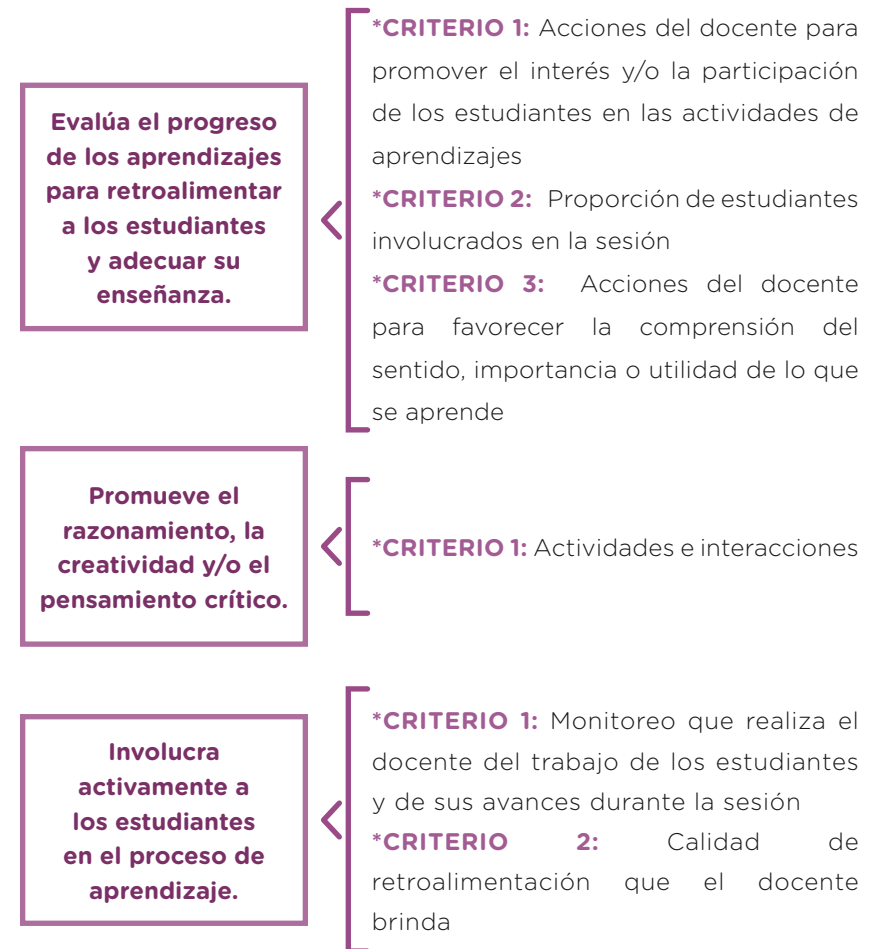 Evalúa el progreso
de los aprendizajes
para retroalimentar
a los estudiantes
y adecuar su
enseñanza.
*CRITERIO 1: Acciones del docente para
promover el interés y/o la participación
de los estudiantes en las actividades de
aprendizajes
*CRITERIO 2: Proporción de estudiantes
involucrados en la sesión
*CRITERIO 3: Acciones del docente
para favorecer la comprensión del
sentido, importancia o utilidad de lo que
se aprende
Promueve el
razonamiento, la
creatividad y/o el
pensamiento crítico.
*CRITERIO 1: Actividades e interacciones
Involucra
activamente a
los estudiantes
en el proceso de
aprendizaje.
*CRITERIO 1: Monitoreo que realiza el
docente del trabajo de los estudiantes
y de sus avances durante la sesión
*CRITERIO 2: Calidad de
retroalimentación que el docente
brinda